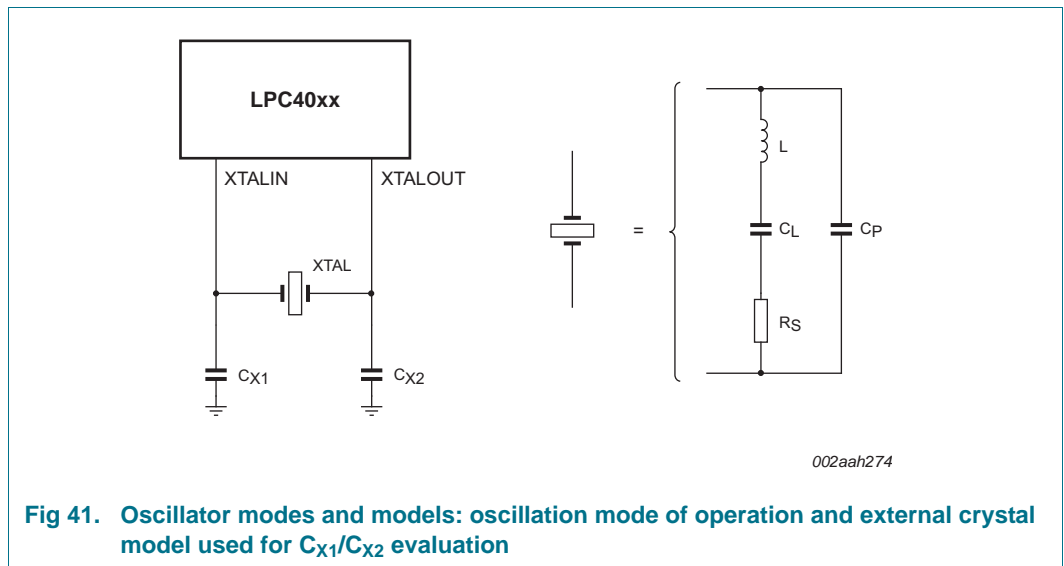 LPC40xx
XTALIN
XTALOUT
XTAL
CX1
CX2
=
L
CL
CP
RS
002aah274
Fig 41. Oscillator modes and models: oscillation mode of operation and external crystal
model used for CX1/CX2 evaluation